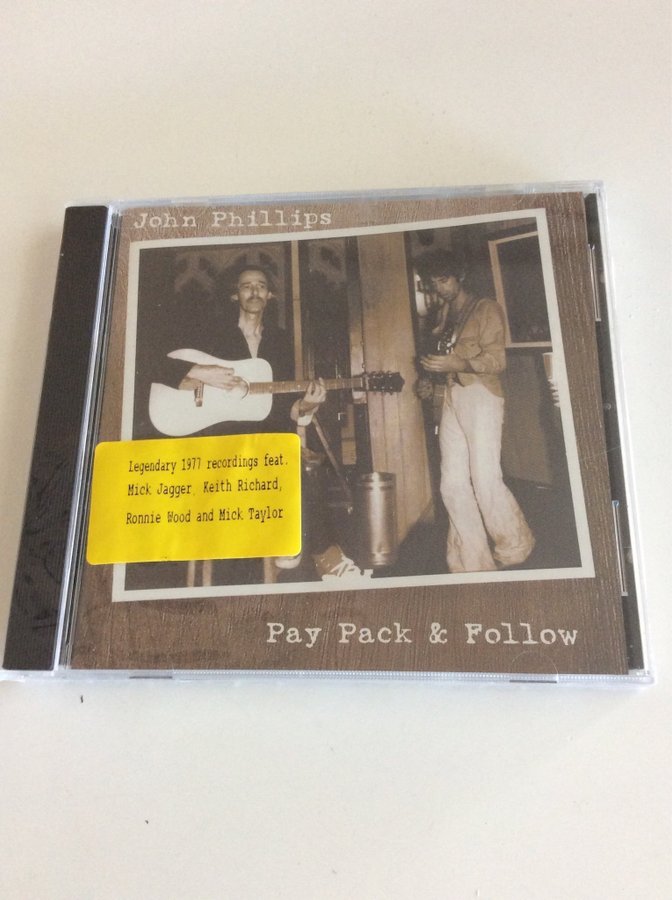 John Phillips
Legendary 1977 recordings feat.
Mick Jagger, Keith Richard,
Ronnie Wood and Mick Taylor
Pay Pack & Follow